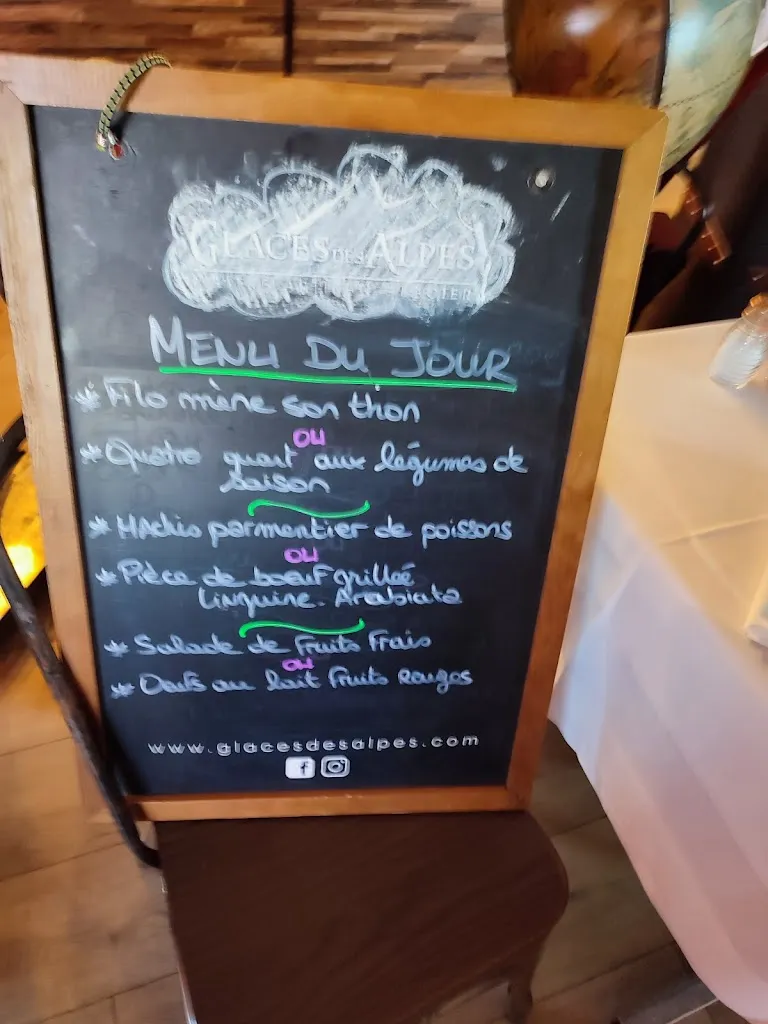 GLACES DES ALPES
MENU DU JOUR
* Filo mène son thon
OU
* Quatre quart aux légumes de
saison
* Hachis parmentier de poissons
OU
* Pièce de boeuf grillée
Linguine. Arabiata
* Salade de Fruits Frais
OU
* Oeufs au lait Fruits Rouges
www.glacesdesalpes.com